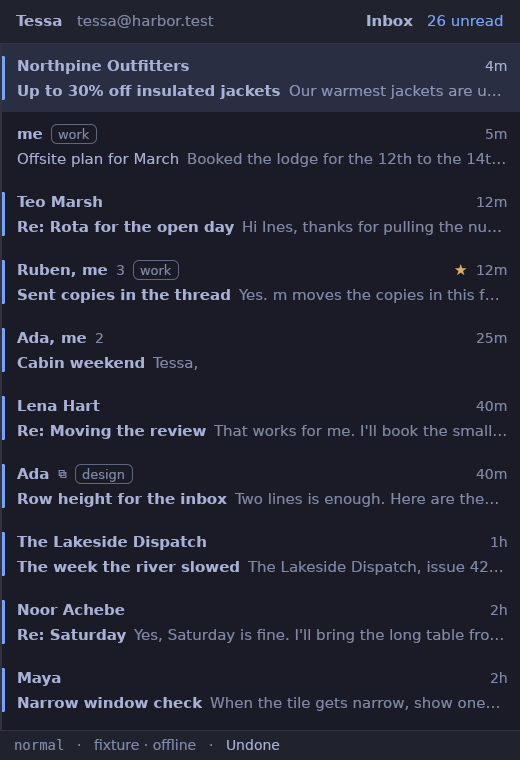 Tessa tessa@harbor.test Inbox 26 unread
Northpine Outfitters 4m
Up to 30% off insulated jackets Our warmest jackets are u…
me work 5m
Offsite plan for March Booked the lodge for the 12th to the 14t…
Teo Marsh 12m
Re: Rota for the open day Hi Ines, thanks for pulling the nu…
Ruben, me 3 work ★ 12m
Sent copies in the thread Yes. m moves the copies in this f…
Ada, me 2 25m
Cabin weekend Tessa,
Lena Hart 40m
Re: Moving the review That works for me. I'll book the small…
Ada design 40m
Row height for the inbox Two lines is enough. Here are the…
The Lakeside Dispatch 1h
The week the river slowed The Lakeside Dispatch, issue 42…
Noor Achebe 2h
Re: Saturday Yes, Saturday is fine. I'll bring the long table fro…
Maya 2h
Narrow window check When the tile gets narrow, show one…
normal · fixture · offline · Undone